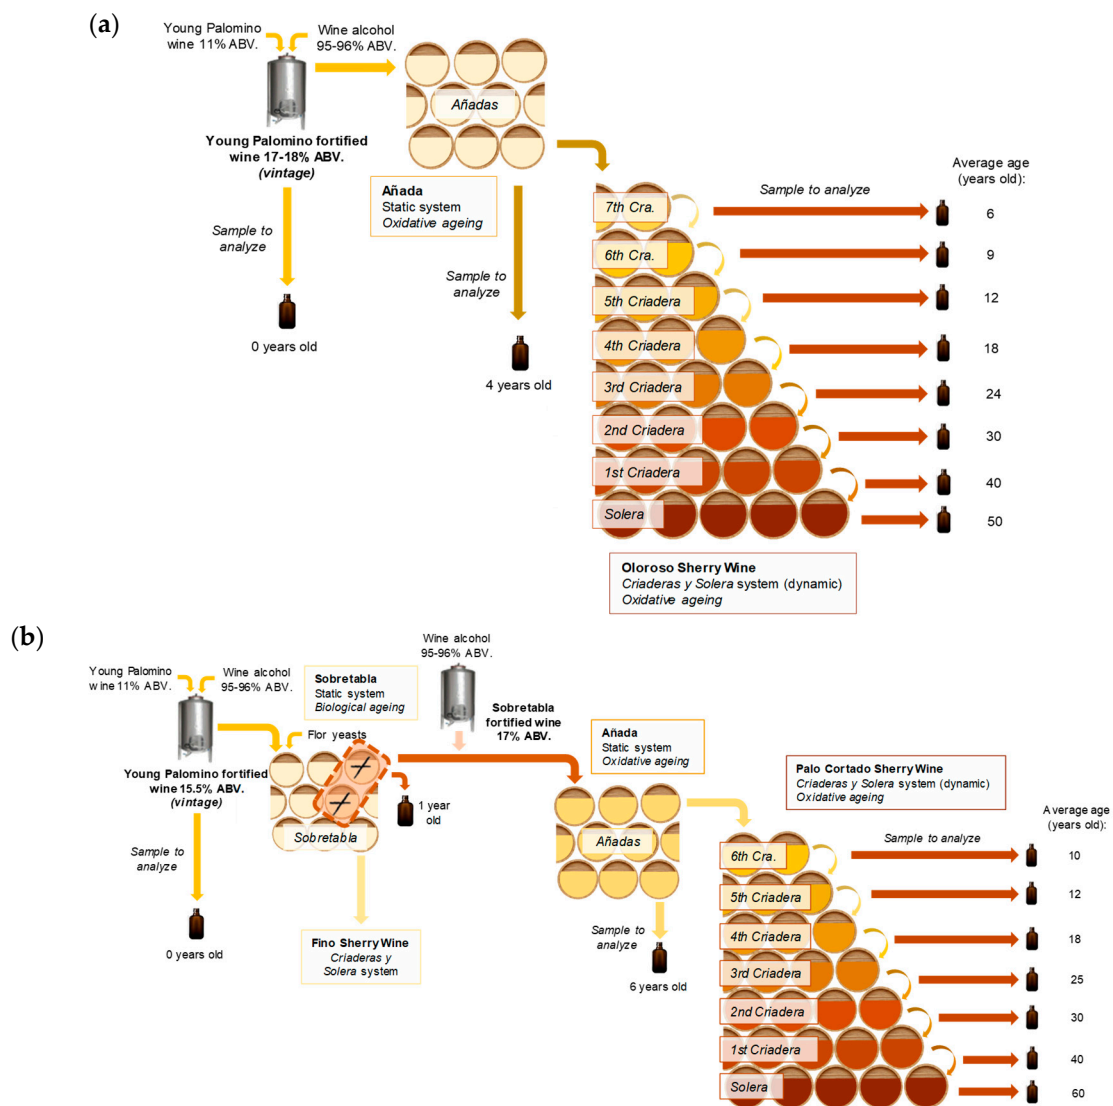 (a)
Young Palomino
wine 11% ABV.
Wine alcohol
95-96% ABV.
Añadas
Young Palomino fortified
wine 17-18% ABV.
(vintage)
Añada
Static system
Oxidative ageing
Sample to
analyze
0 years old
Sample to
analyze
4 years old
Average age
(years old):
Sample to analyze
7th Cra.
6
6th Cra.
9
5th Criadera
12
4th Criadera
18
3rd Criadera
24
2nd Criadera
30
1st Criadera
40
Solera
50
Oloroso Sherry Wine
Criaderas y Solera system (dynamic)
Oxidative ageing
(b)
Young Palomino
wine 11% ABV.
Wine alcohol
95-96% ABV.
Sobretabla
Static system
Biological ageing
Wine alcohol
95-96% ABV.
Sobretabla
fortified wine
17% ABV.
Flor yeasts
Young Palomino fortified
wine 15.5% ABV.
(vintage)
Sobretabla
1 year
old
Sample to
analyze
0 years old
Fino Sherry Wine
Criaderas y
Solera system
Añada
Static system
Oxidative ageing
Añadas
Sample to
analyze
6 years old
Palo Cortado Sherry Wine
Criaderas y Solera system (dynamic)
Oxidative ageing
Average age
(years old):
Sample to analyze
6th Cra.
10
5th Criadera
12
4th Criadera
18
3rd Criadera
25
2nd Criadera
30
1st Criadera
40
Solera
60